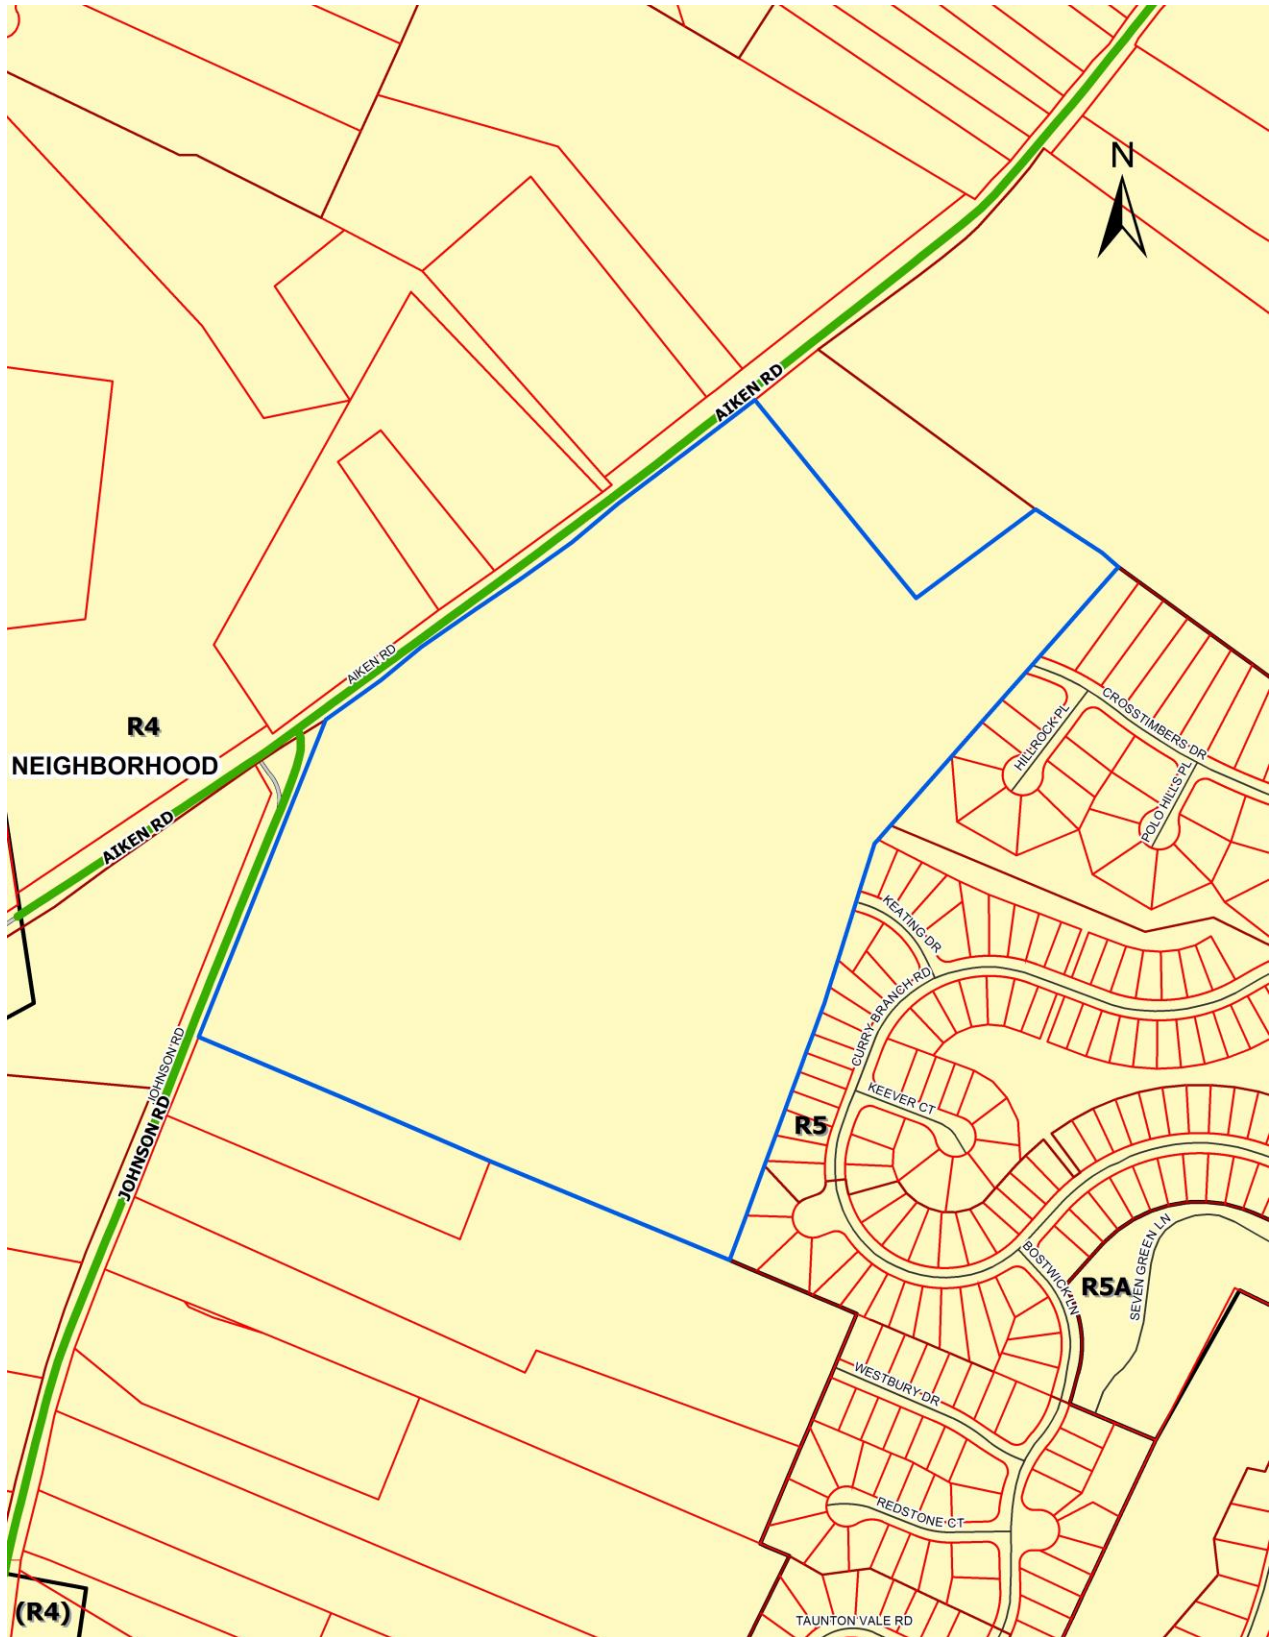 N
AIKEN RD
AIKEN RD
R4
NEIGHBORHOOD
CROSSTIMBERS DR
HILLROCK PL
POLO HILLS PL
AIKEN RD
KEATING DR
CURRY BRANCH RD
JOHNSON RD
KEEVER CT
R5
JOHNSON RD
BOSTWICK LN
SEVEN GREEN LN
R5A
WESTBURY DR
REDSTONE CT
(R4)
TAUNTON VALE RD